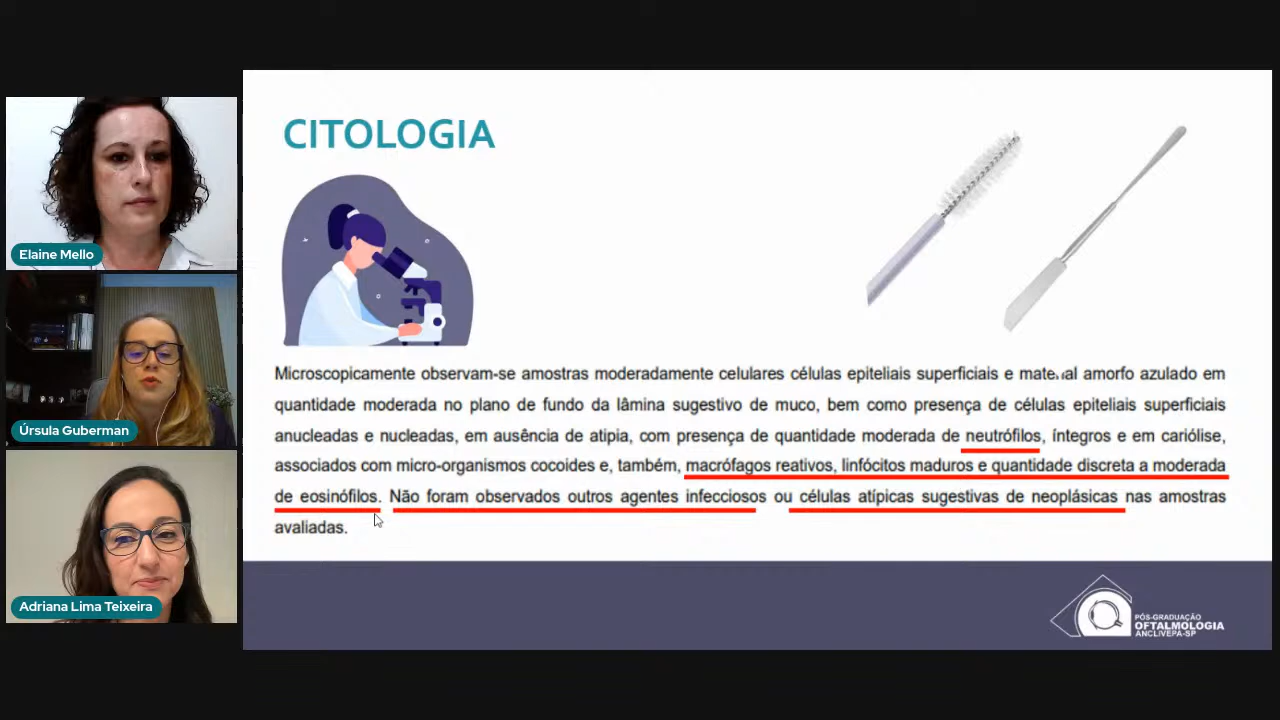 Elaine Mello
Úrsula Guberman
Adriana Lima Teixeira
CITOLOGIA
Microscopicamente observam-se amostras moderadamente celulares células epiteliais superficiais e material amorfo azulado em
quantidade moderada no plano de fundo da lâmina sugestivo de muco, bem como presença de células epiteliais superficiais
anucleadas e nucleadas, em ausência de atipia, com presença de quantidade moderada de neutrófilos, íntegros e em cariólise,
associados com micro-organismos cocoides e, também, macrófagos reativos, linfócitos maduros e quantidade discreta a moderada
de eosinófilos. Não foram observados outros agentes infecciosos ou células atípicas sugestivas de neoplásicas nas amostras
avaliadas.
PÓS-GRADUAÇÃO
OFTALMOLOGIA
ANCLIVEPA-SP